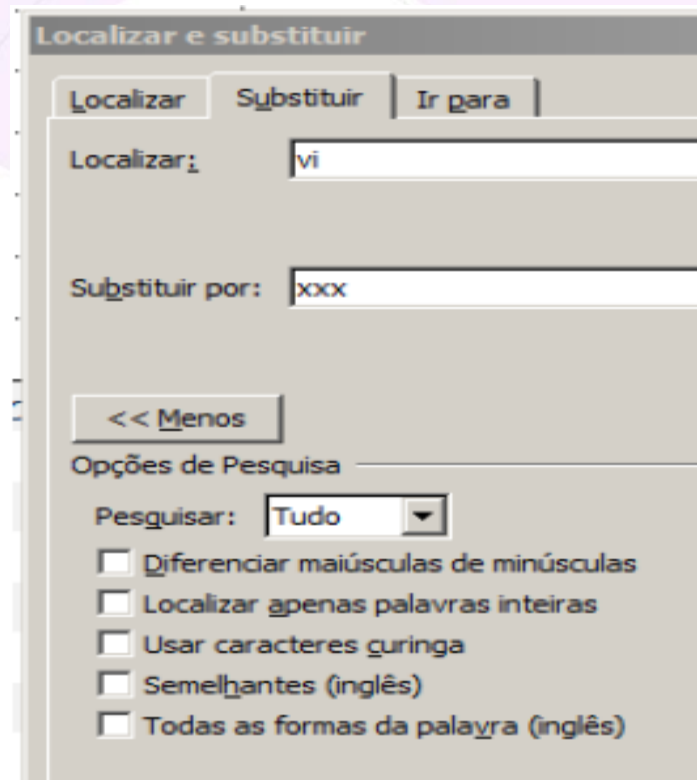 Localizar e substituir
Localizar Substituir Ir para
Localizar: vi
Substituir por: xxx
<< Menos
Opções de Pesquisa
Pesquisar: Tudo
Diferenciar maiúsculas de minúsculas
Localizar apenas palavras inteiras
Usar caracteres curinga
Semelhantes (inglês)
Todas as formas da palavra (inglês)